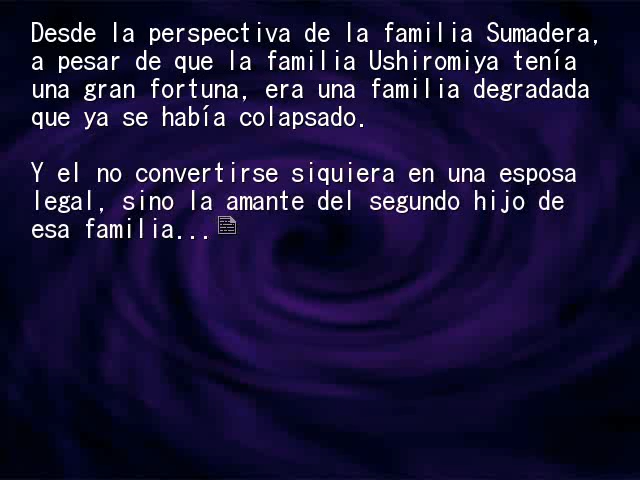 Desde la perspectiva de la familia Sumadera,
a pesar de que la familia Ushiromiya tenía
una gran fortuna, era una familia degradada
que ya se había colapsado.
Y el no convertirse siquiera en una esposa
legal, sino la amante del segundo hijo de
esa familia...